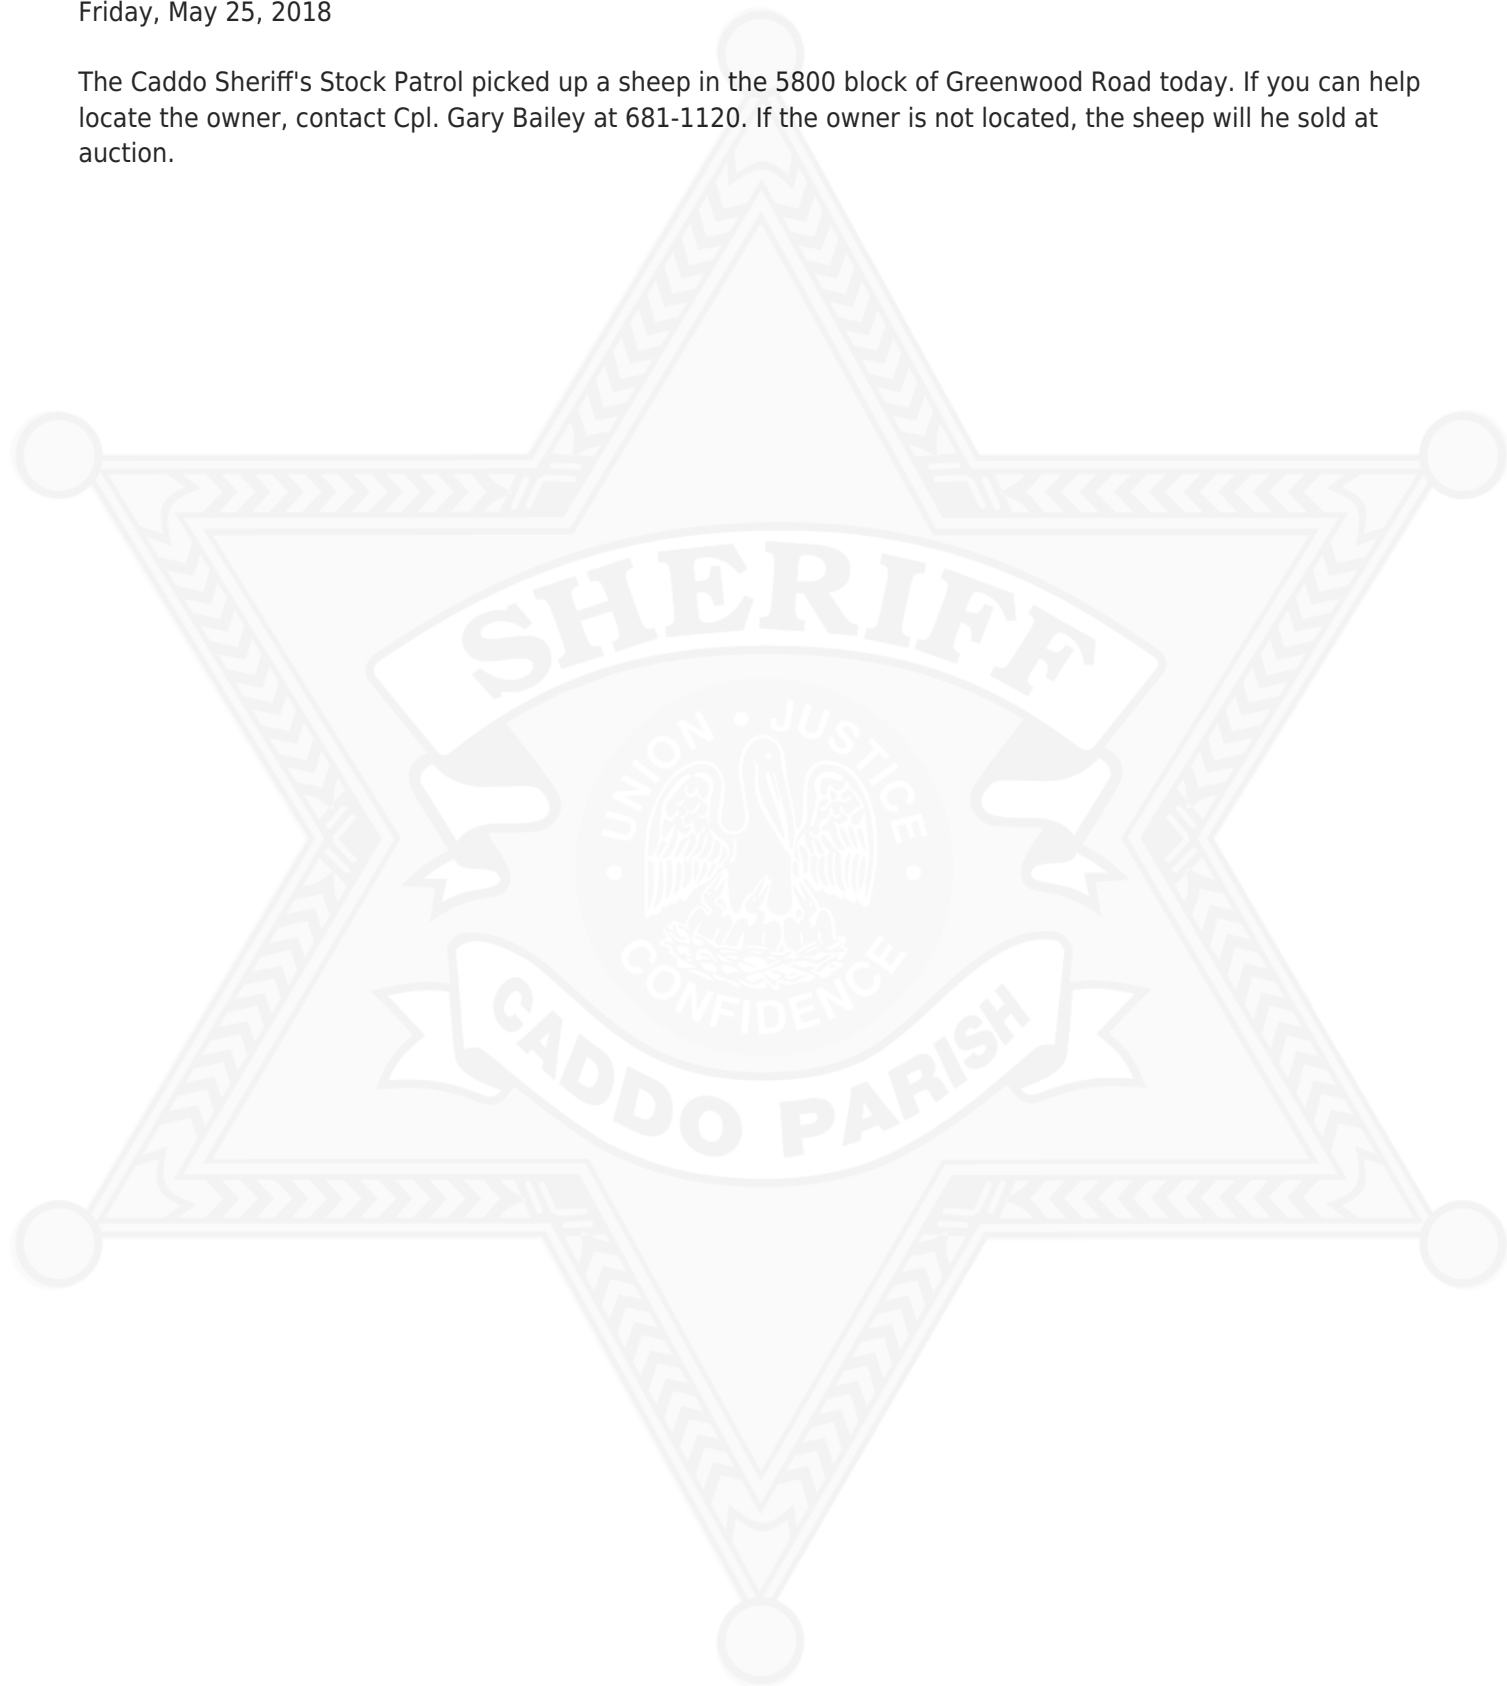 Friday, May 25, 2018
The Caddo Sheriff's Stock Patrol picked up a sheep in the 5800 block of Greenwood Road today. If you can help
locate the owner, contact Cpl. Gary Bailey at 681-1120. If the owner is not located, the sheep will he sold at
auction.
SHERIFF
UNION • JUSTICE
• CONFIDENCE •
CADDO PARISH